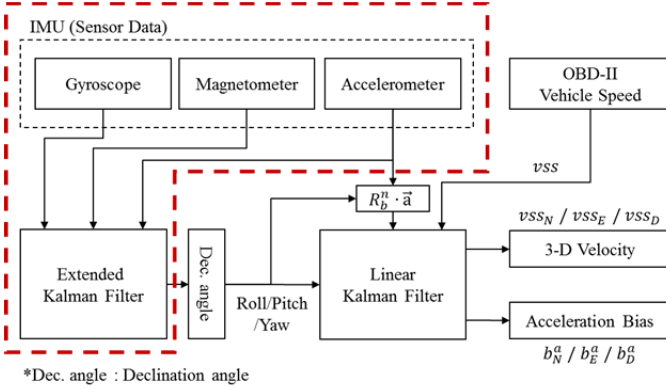 IMU (Sensor Data)
Gyroscope
Magnetometer
Accelerometer
OBD-II
Vehicle Speed
vss
R_b^n · a⃗
vss_N / vss_E / vss_D
Extended
Kalman Filter
Dec. angle
Roll/Pitch
/Yaw
Linear
Kalman Filter
3-D Velocity
Acceleration Bias
b_N^a / b_E^a / b_D^a
*Dec. angle : Declination angle